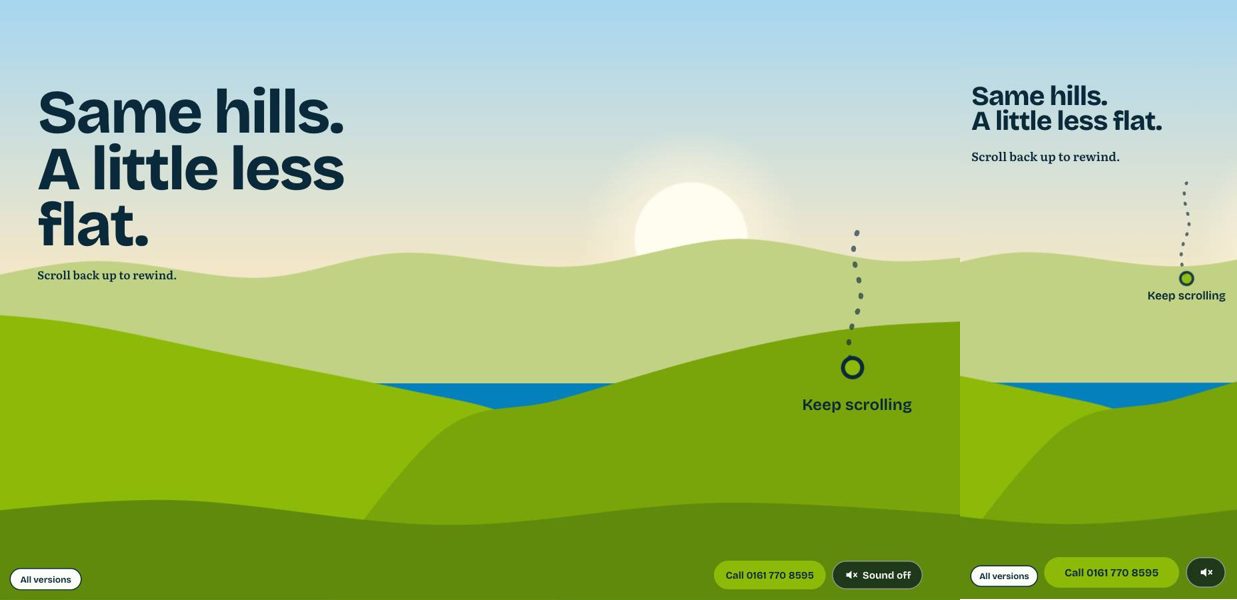 Same hills.
A little less
flat.
Scroll back up to rewind.
Keep scrolling
All versions
Call 0161 770 8595
Sound off
Same hills.
A little less flat.
Scroll back up to rewind.
Keep scrolling
All versions
Call 0161 770 8595